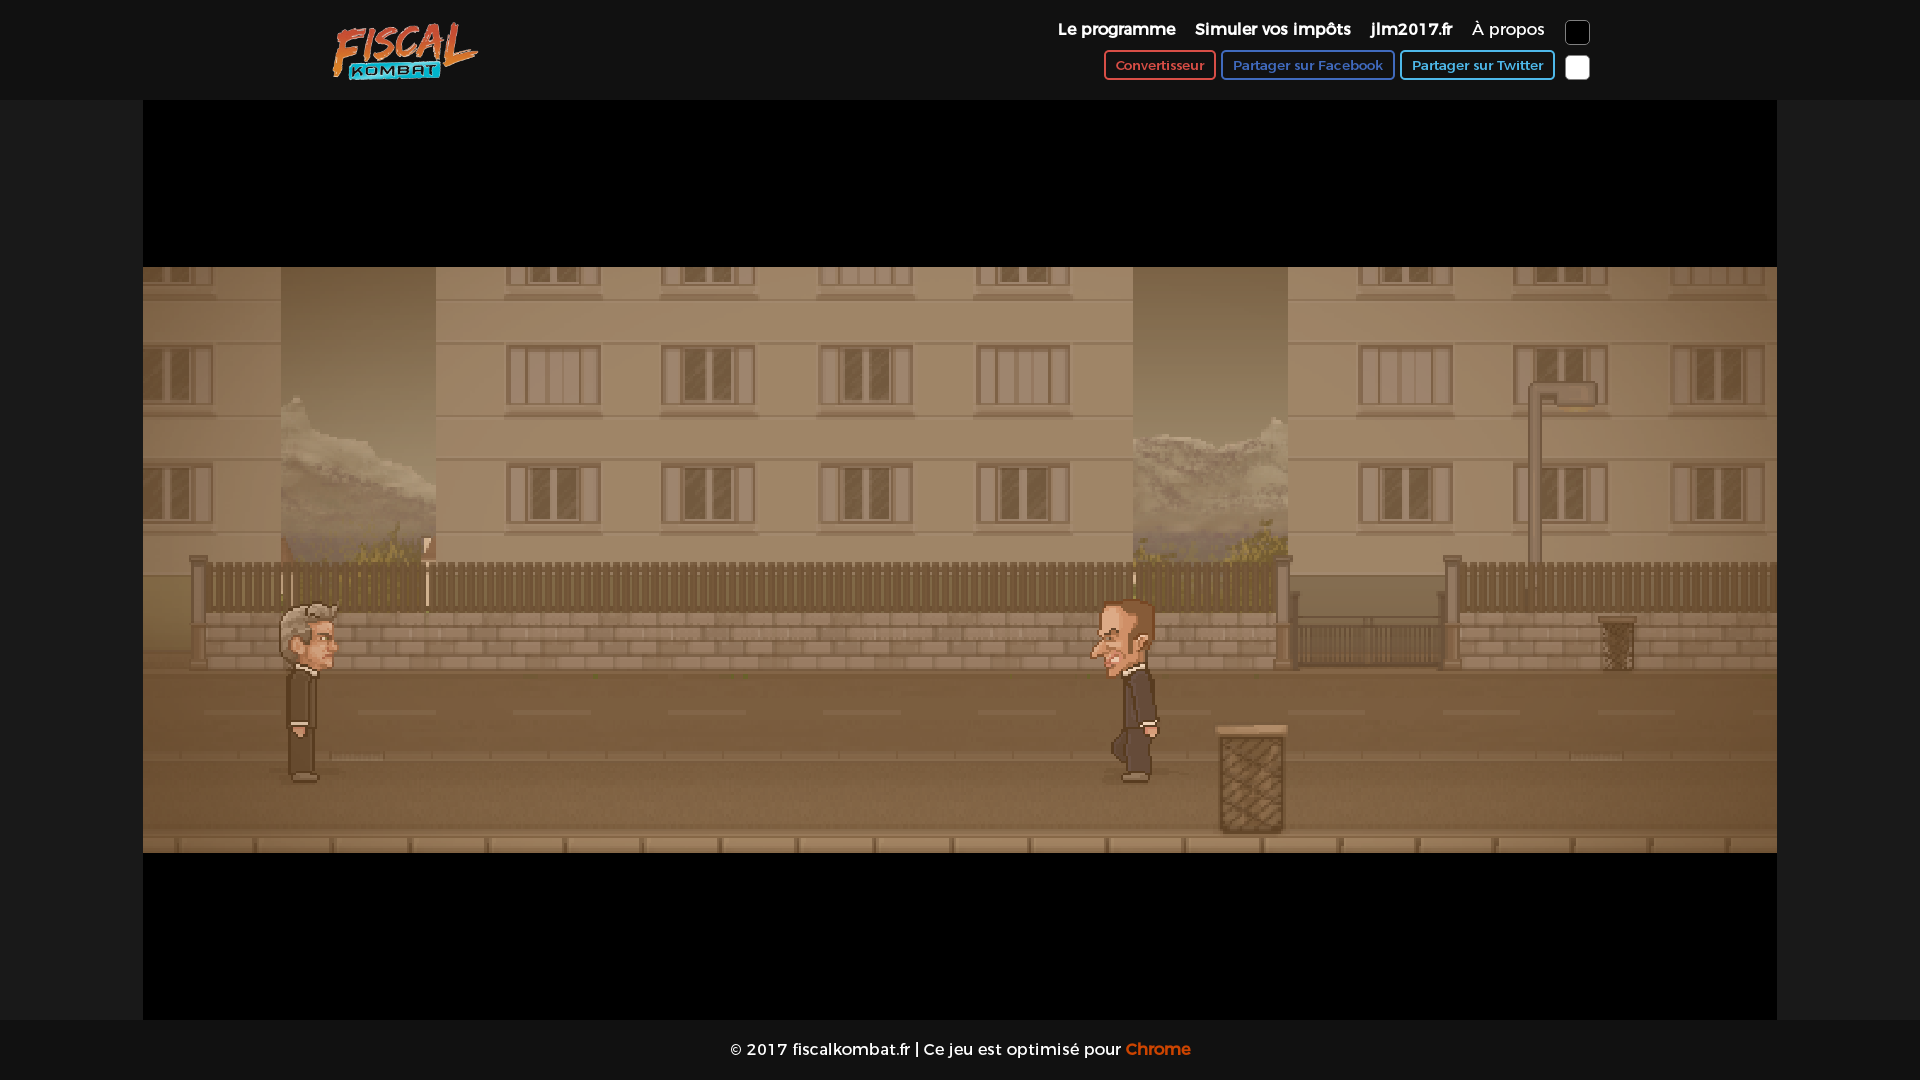 FISCAL
KOMBAT
Le programme Simuler vos impôts jlm2017.fr À propos
Convertisseur Partager sur Facebook Partager sur Twitter
© 2017 fiscalkombat.fr | Ce jeu est optimisé pour Chrome